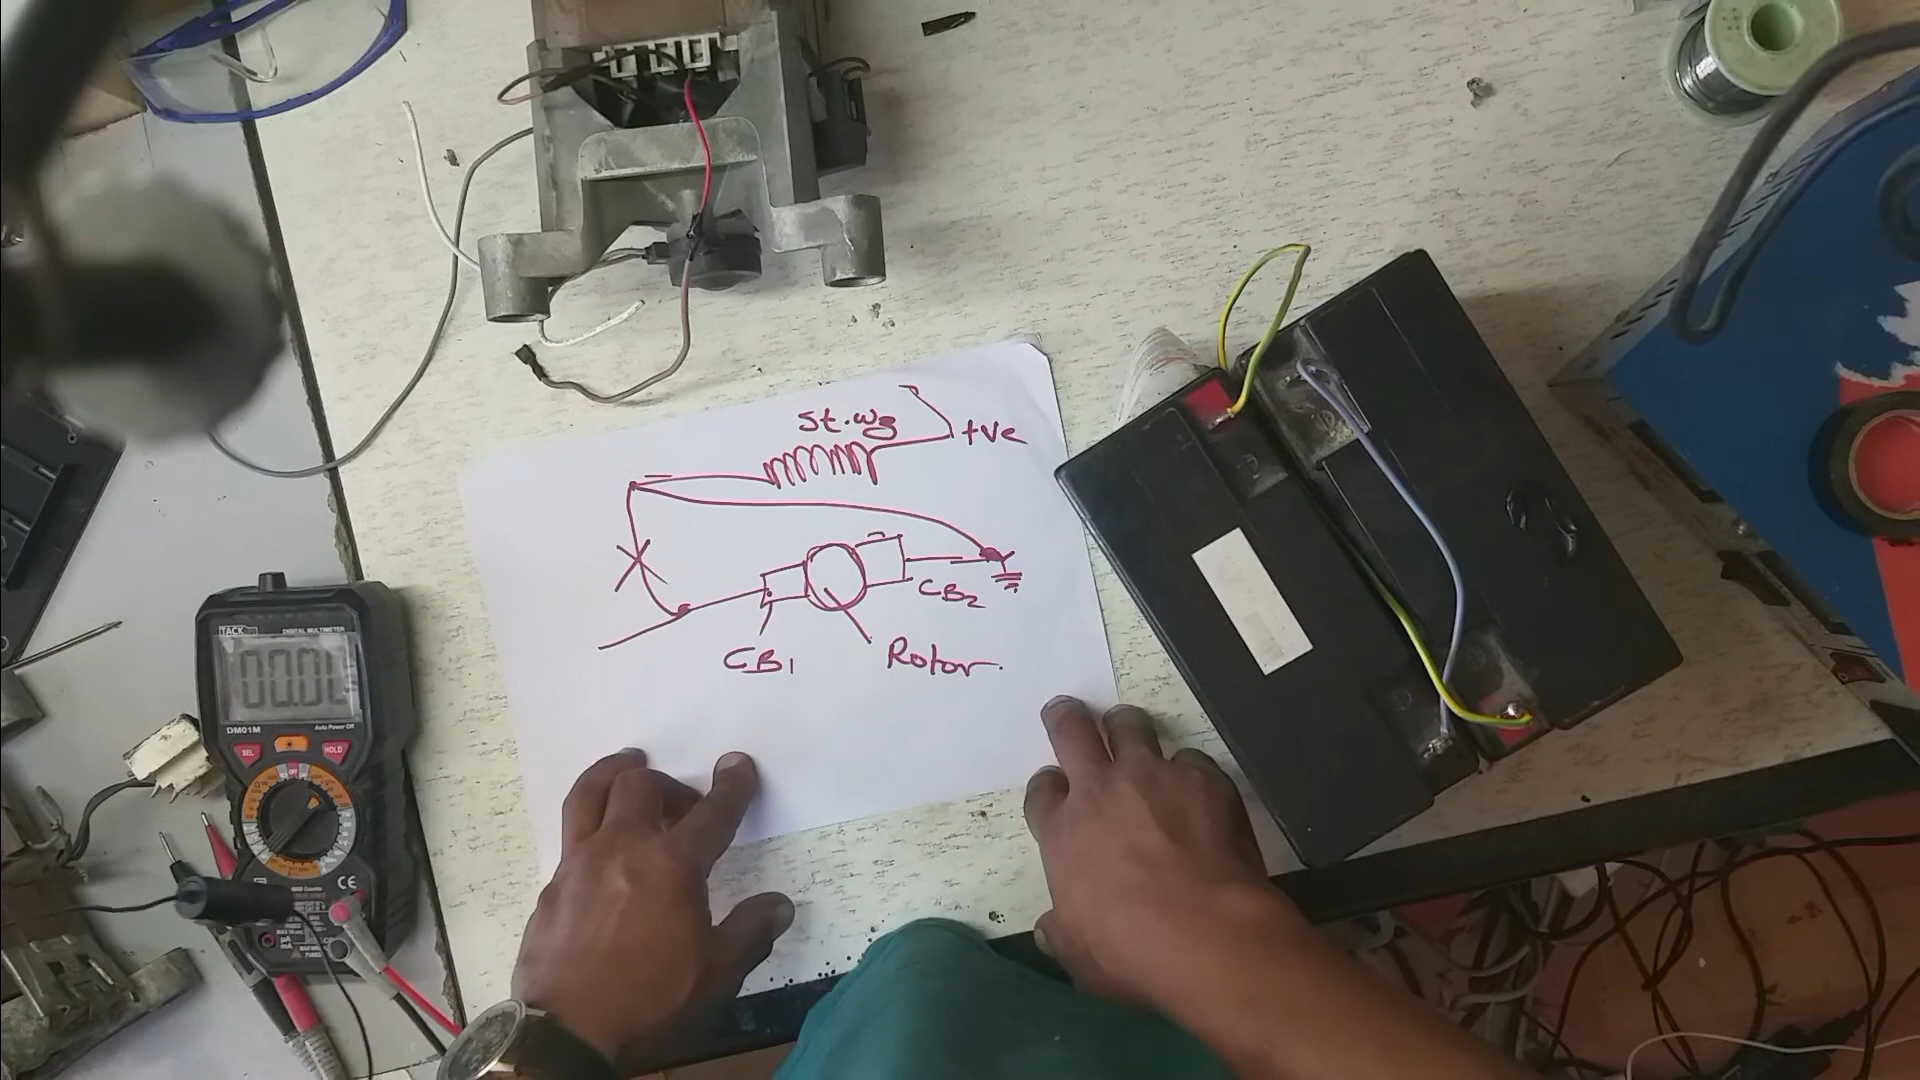 St.wg
+ve
CB2
CB1
Rotor.
TACK
DIGITAL MULTIMETER
DM01M
Auto Power Off
SEL
HOLD
CE